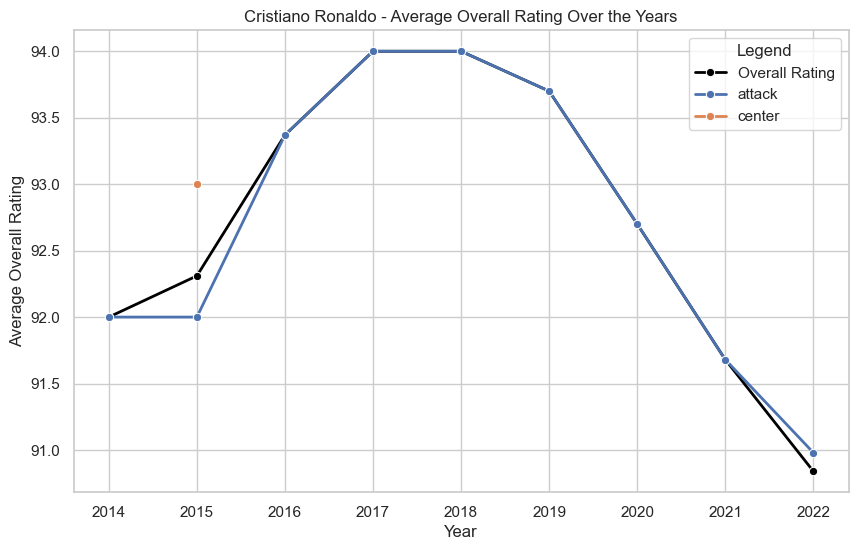 Cristiano Ronaldo - Average Overall Rating Over the Years
Legend
Overall Rating
attack
center
Average Overall Rating
94.0
93.5
93.0
92.5
92.0
91.5
91.0
2014 2015 2016 2017 2018 2019 2020 2021 2022
Year